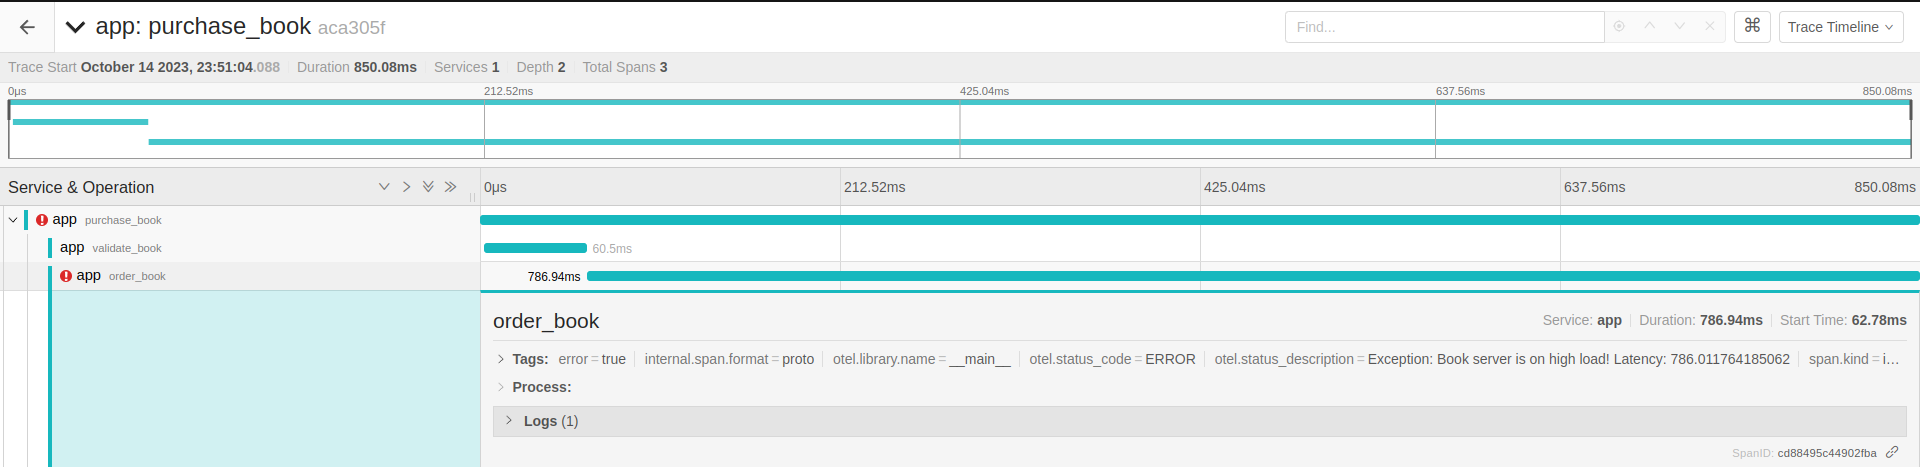 app: purchase_book aca305f
Find...
⌘
Trace Timeline
Trace Start October 14 2023, 23:51:04.088 Duration 850.08ms Services 1 Depth 2 Total Spans 3
0μs 212.52ms 425.04ms 637.56ms 850.08ms
Service & Operation 0μs 212.52ms 425.04ms 637.56ms 850.08ms
app purchase_book
app validate_book 60.5ms
app order_book 786.94ms
order_book Service: app Duration: 786.94ms Start Time: 62.78ms
Tags: error = true internal.span.format = proto otel.library.name = __main__ otel.status_code = ERROR otel.status_description = Exception: Book server is on high load! Latency: 786.011764185062 span.kind = i…
Process:
Logs (1)
SpanID: cd88495c44902fba